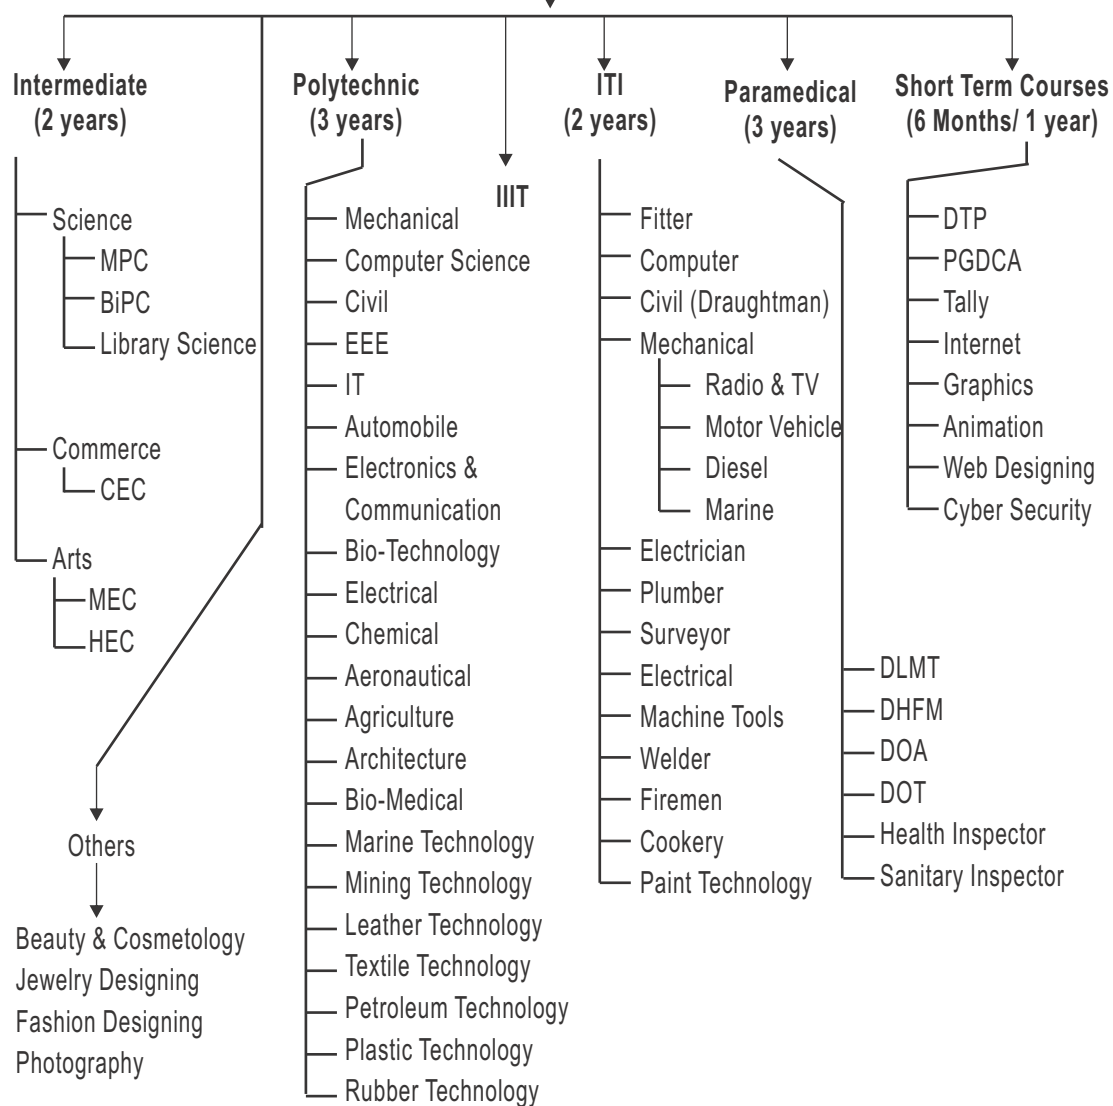 Intermediate
(2 years)
Science
MPC
BiPC
Library Science
Commerce
CEC
Arts
MEC
HEC
Others
Beauty & Cosmetology
Jewelry Designing
Fashion Designing
Photography
Polytechnic
(3 years)
Mechanical
Computer Science
Civil
EEE
IT
Automobile
Electronics &
Communication
Bio-Technology
Electrical
Chemical
Aeronautical
Agriculture
Architecture
Bio-Medical
Marine Technology
Mining Technology
Leather Technology
Textile Technology
Petroleum Technology
Plastic Technology
Rubber Technology
IIIT
ITI
(2 years)
Fitter
Computer
Civil (Draughtman)
Mechanical
Radio & TV
Motor Vehicle
Diesel
Marine
Electrician
Plumber
Surveyor
Electrical
Machine Tools
Welder
Firemen
Cookery
Paint Technology
Paramedical
(3 years)
DLMT
DHFM
DOA
DOT
Health Inspector
Sanitary Inspector
Short Term Courses
(6 Months/ 1 year)
DTP
PGDCA
Tally
Internet
Graphics
Animation
Web Designing
Cyber Security